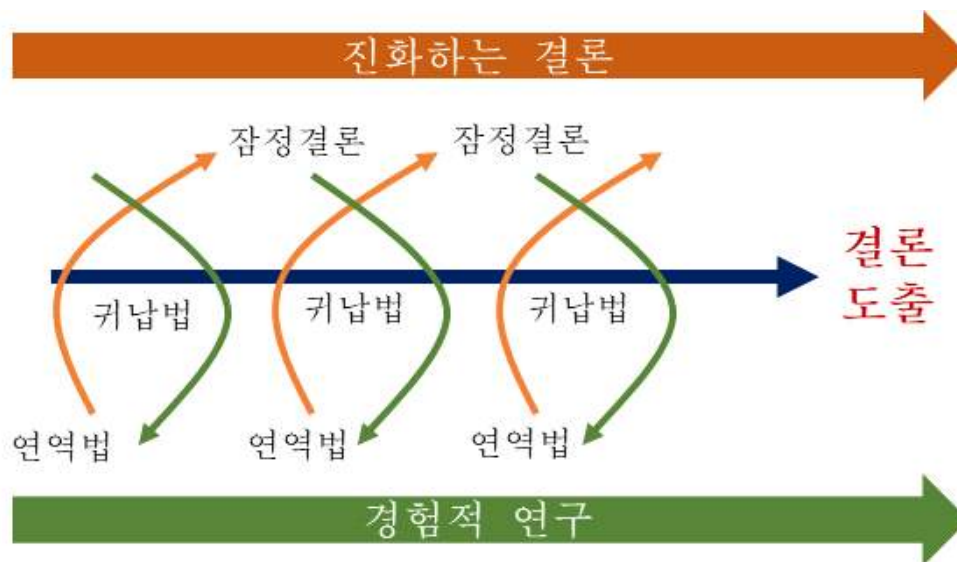 진화하는 결론
잠정결론 잠정결론
결론
도출
귀납법 귀납법 귀납법
연역법 연역법 연역법
경험적 연구